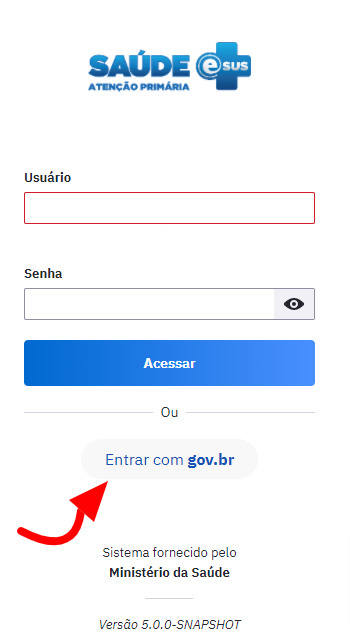 SAÚDE eSUS
ATENÇÃO PRIMÁRIA
Usuário
Senha
Acessar
Ou
Entrar com gov.br
Sistema fornecido pelo
Ministério da Saúde
Versão 5.0.0-SNAPSHOT